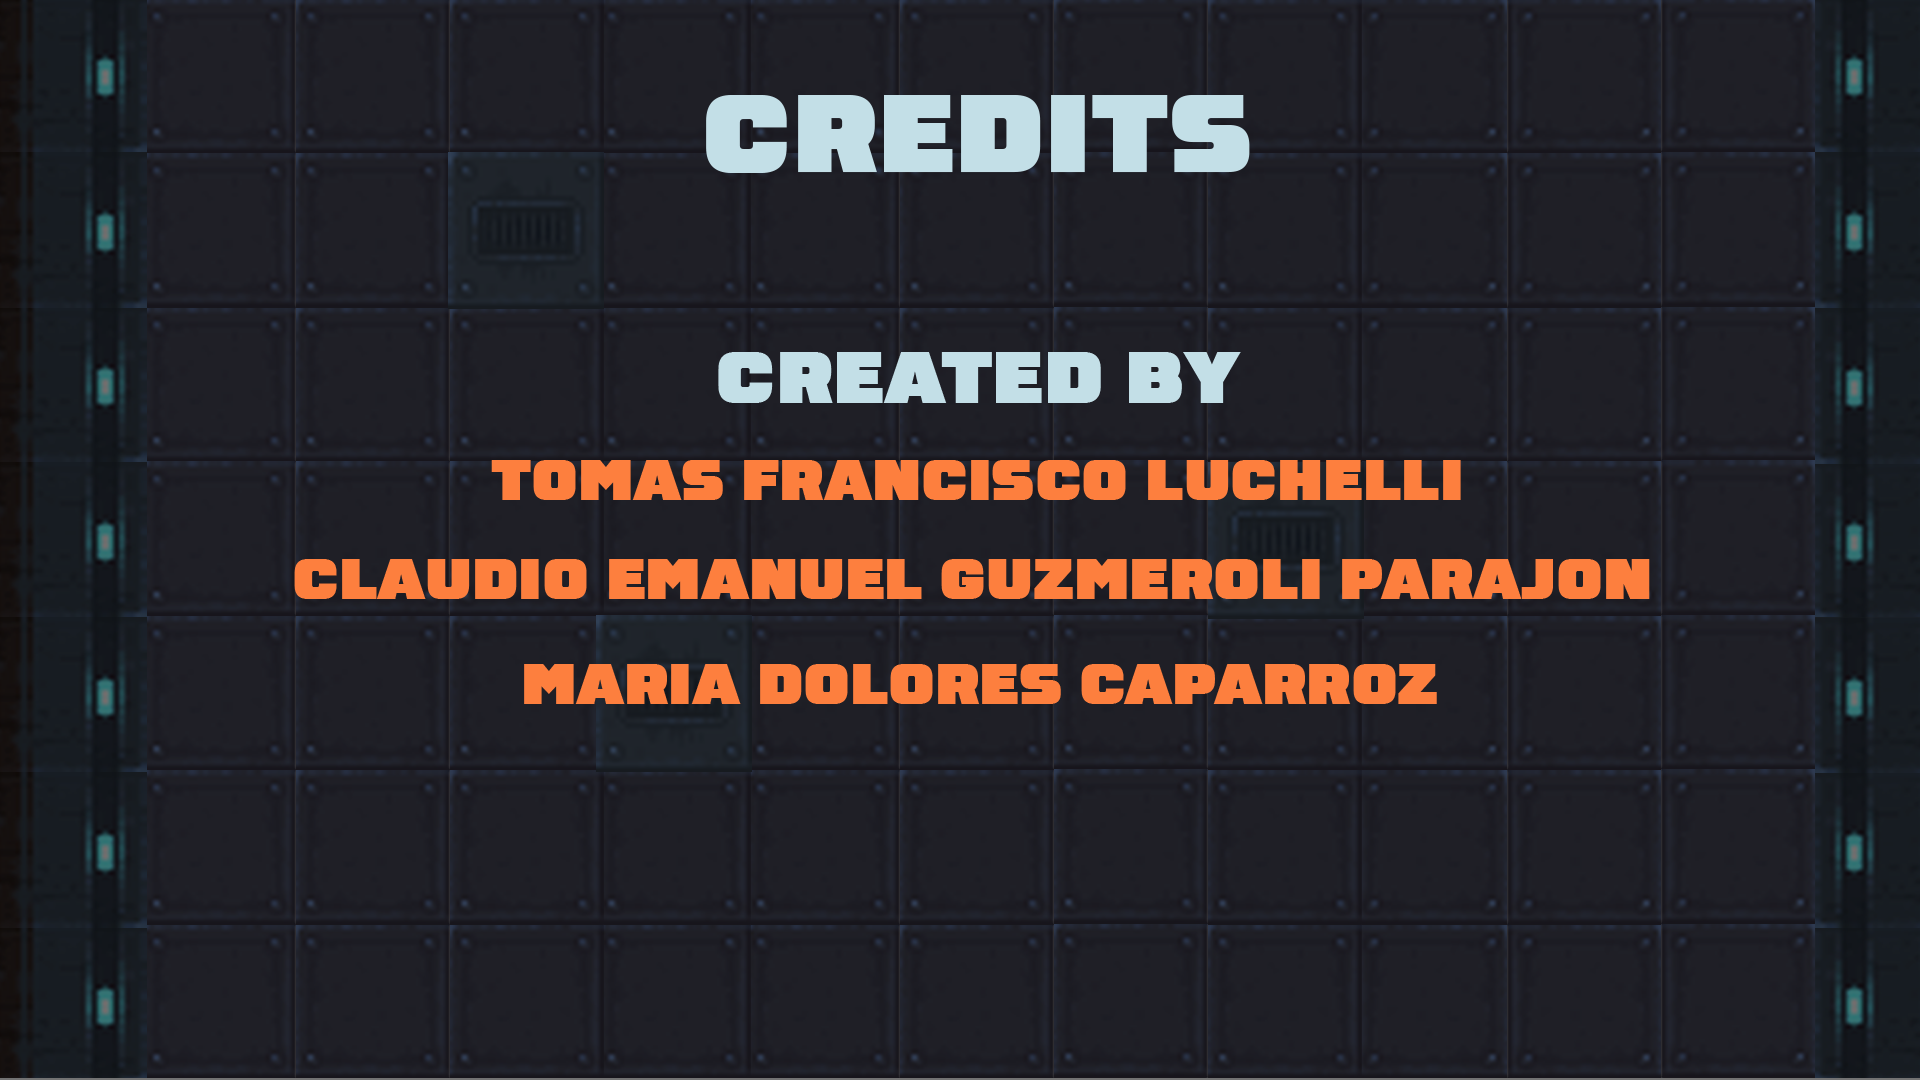 CREDITS
CREATED BY
TOMAS FRANCISCO LUCHELLI
CLAUDIO EMANUEL GUZMEROLI PARAJON
MARIA DOLORES CAPARROZ